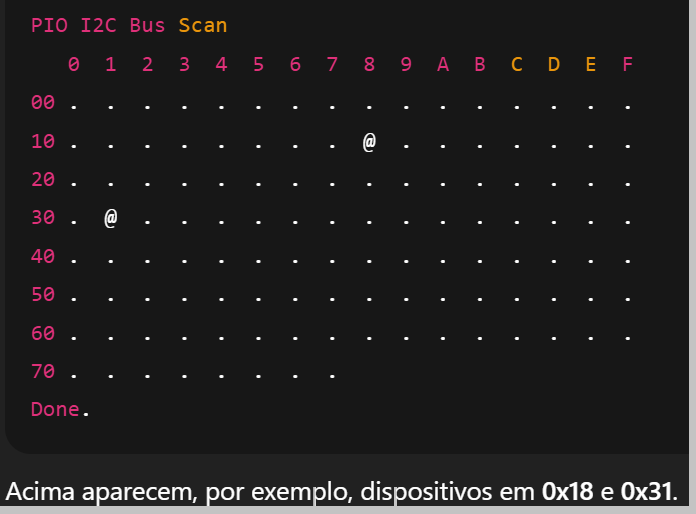 PIO I2C Bus Scan
0 1 2 3 4 5 6 7 8 9 A B C D E F
00 . . . . . . . . . . . . . . . .
10 . . . . . . . . @ . . . . . . .
20 . . . . . . . . . . . . . . . .
30 . @ . . . . . . . . . . . . . .
40 . . . . . . . . . . . . . . . .
50 . . . . . . . . . . . . . . . .
60 . . . . . . . . . . . . . . . .
70 . . . . . . . .
Done.
Acima aparecem, por exemplo, dispositivos em 0x18 e 0x31.